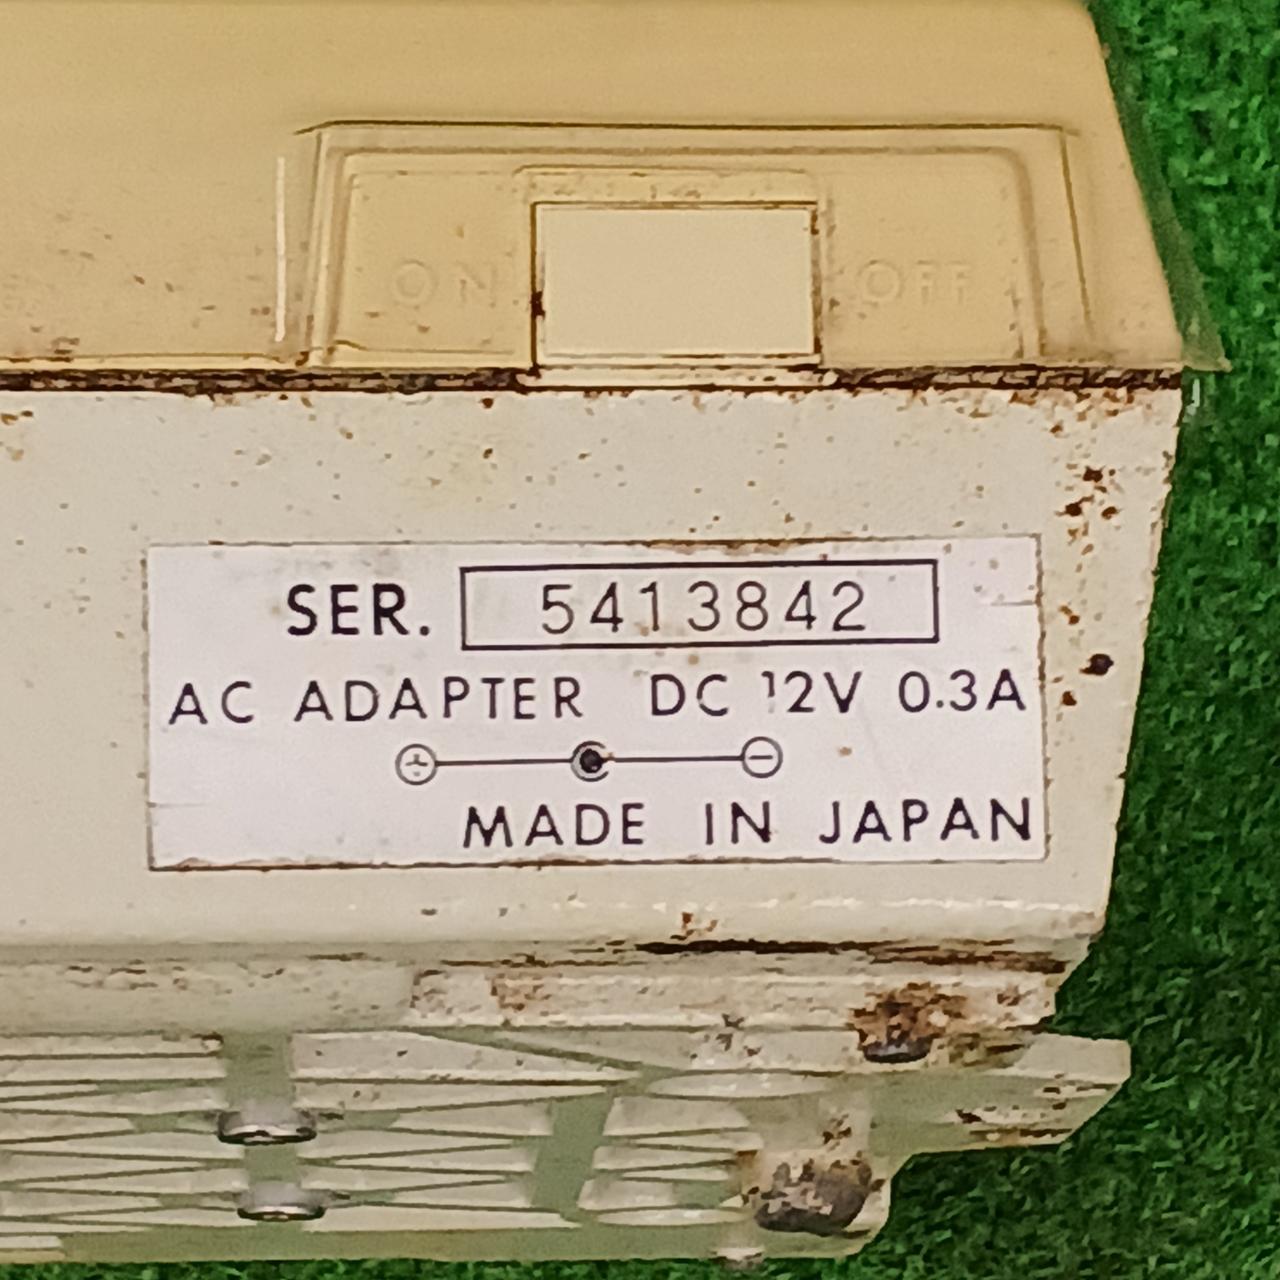 ON OFF
SER. 5413842
AC ADAPTER DC 12V 0.3A
MADE IN JAPAN